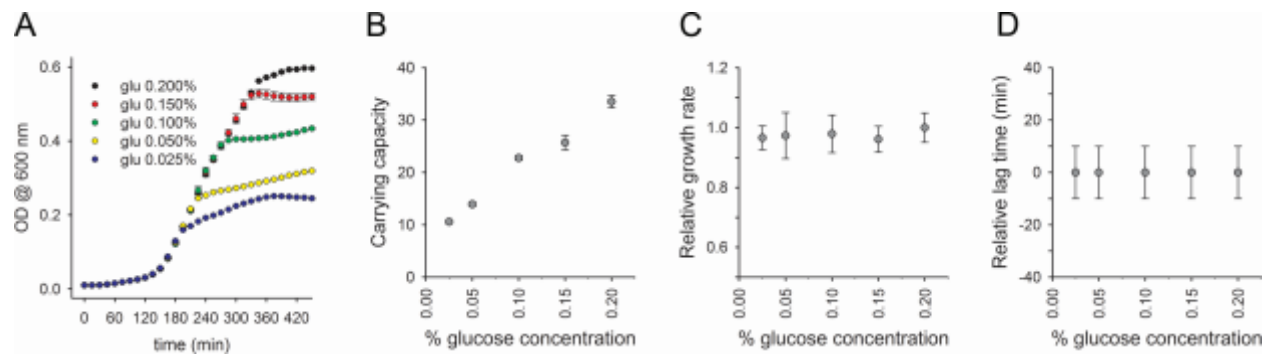 A
OD @ 600 nm
0.6
0.4
0.2
0.0
glu 0.200%
glu 0.150%
glu 0.100%
glu 0.050%
glu 0.025%
0 60 120 180 240 300 360 420
time (min)
B
Carrying capacity
40
30
20
10
0
0.00 0.05 0.10 0.15 0.20
% glucose concentration
C
Relative growth rate
1.2
1.0
0.8
0.6
0.00 0.05 0.10 0.15 0.20
% glucose concentration
D
Relative lag time (min)
40
20
0
-20
-40
0.00 0.05 0.10 0.15 0.20
% glucose concentration